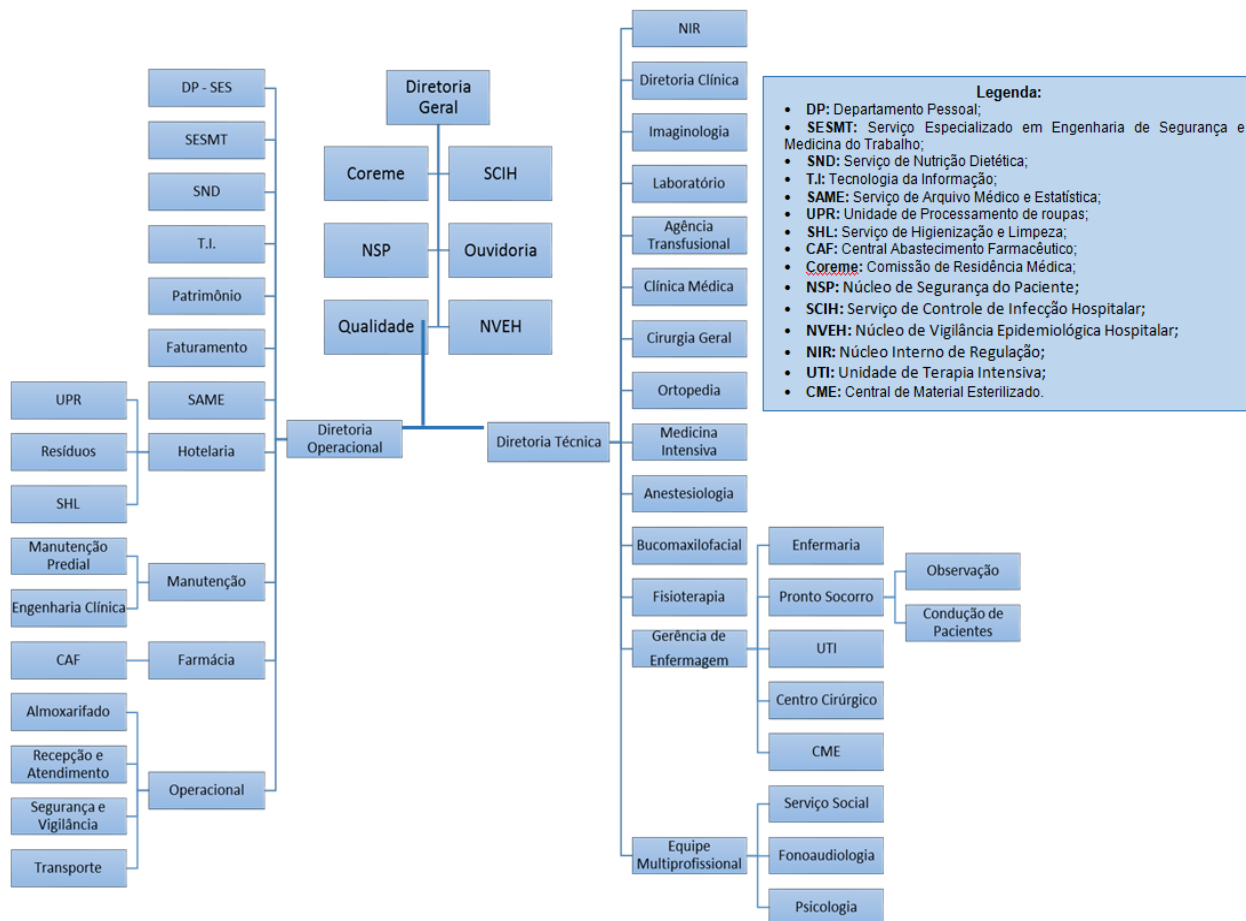 Diretoria
Geral
Coreme
SCIH
NSP
Ouvidoria
Qualidade
NVEH
Diretoria
Operacional
DP - SES
SESMT
SND
T.I.
Patrimônio
Faturamento
SAME
Hotelaria
UPR
Resíduos
SHL
Manutenção
Manutenção
Predial
Engenharia Clínica
Farmácia
CAF
Operacional
Almoxarifado
Recepção e
Atendimento
Segurança e
Vigilância
Transporte
Diretoria Técnica
NIR
Diretoria Clínica
Imaginologia
Laboratório
Agência
Transfusional
Clínica Médica
Cirurgia Geral
Ortopedia
Medicina
Intensiva
Anestesiologia
Bucomaxilofacial
Fisioterapia
Gerência de
Enfermagem
Enfermaria
Pronto Socorro
Observação
Condução de
Pacientes
UTI
Centro Cirúrgico
CME
Equipe
Multiprofissional
Serviço Social
Fonoaudiologia
Psicologia
Legenda:
• DP: Departamento Pessoal;
• SESMT: Serviço Especializado em Engenharia de Segurança e
Medicina do Trabalho;
• SND: Serviço de Nutrição Dietética;
• T.I: Tecnologia da Informação;
• SAME: Serviço de Arquivo Médico e Estatística;
• UPR: Unidade de Processamento de roupas;
• SHL: Serviço de Higienização e Limpeza;
• CAF: Central Abastecimento Farmacêutico;
• Coreme: Comissão de Residência Médica;
• NSP: Núcleo de Segurança do Paciente;
• SCIH: Serviço de Controle de Infecção Hospitalar;
• NVEH: Núcleo de Vigilância Epidemiológica Hospitalar;
• NIR: Núcleo Interno de Regulação;
• UTI: Unidade de Terapia Intensiva;
• CME: Central de Material Esterilizado.